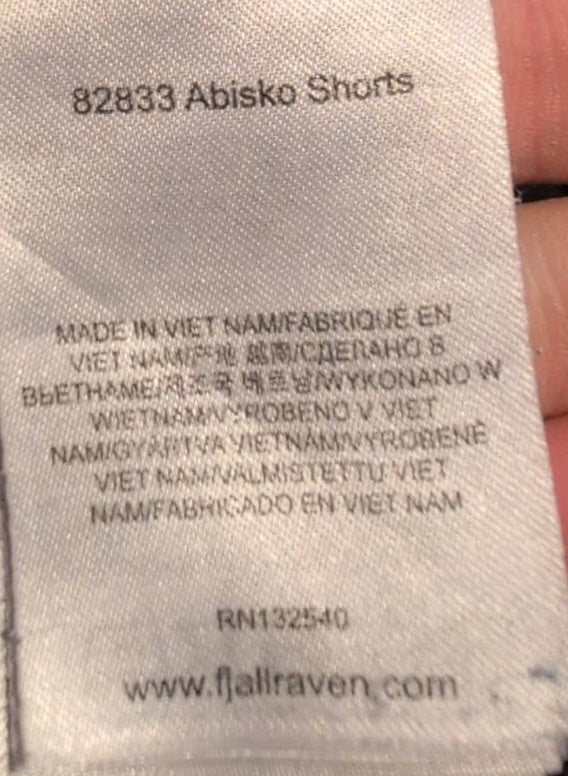 82833 Abisko Shorts
MADE IN VIET NAM/FABRIQUÉ EN
VIET NAM/产地 越南/СДЕЛАНО В
ВЬЕТНАМЕ/제조국 베트남/WYKONANO W
WIETNAM/VYROBENO V VIET
NAM/GYÁRTVA VIETNÁM/VYROBENÉ
VIET NAM/VALMISTETTU VIET
NAM/FABRICADO EN VIET NAM
RN132540
www.fjallraven.com